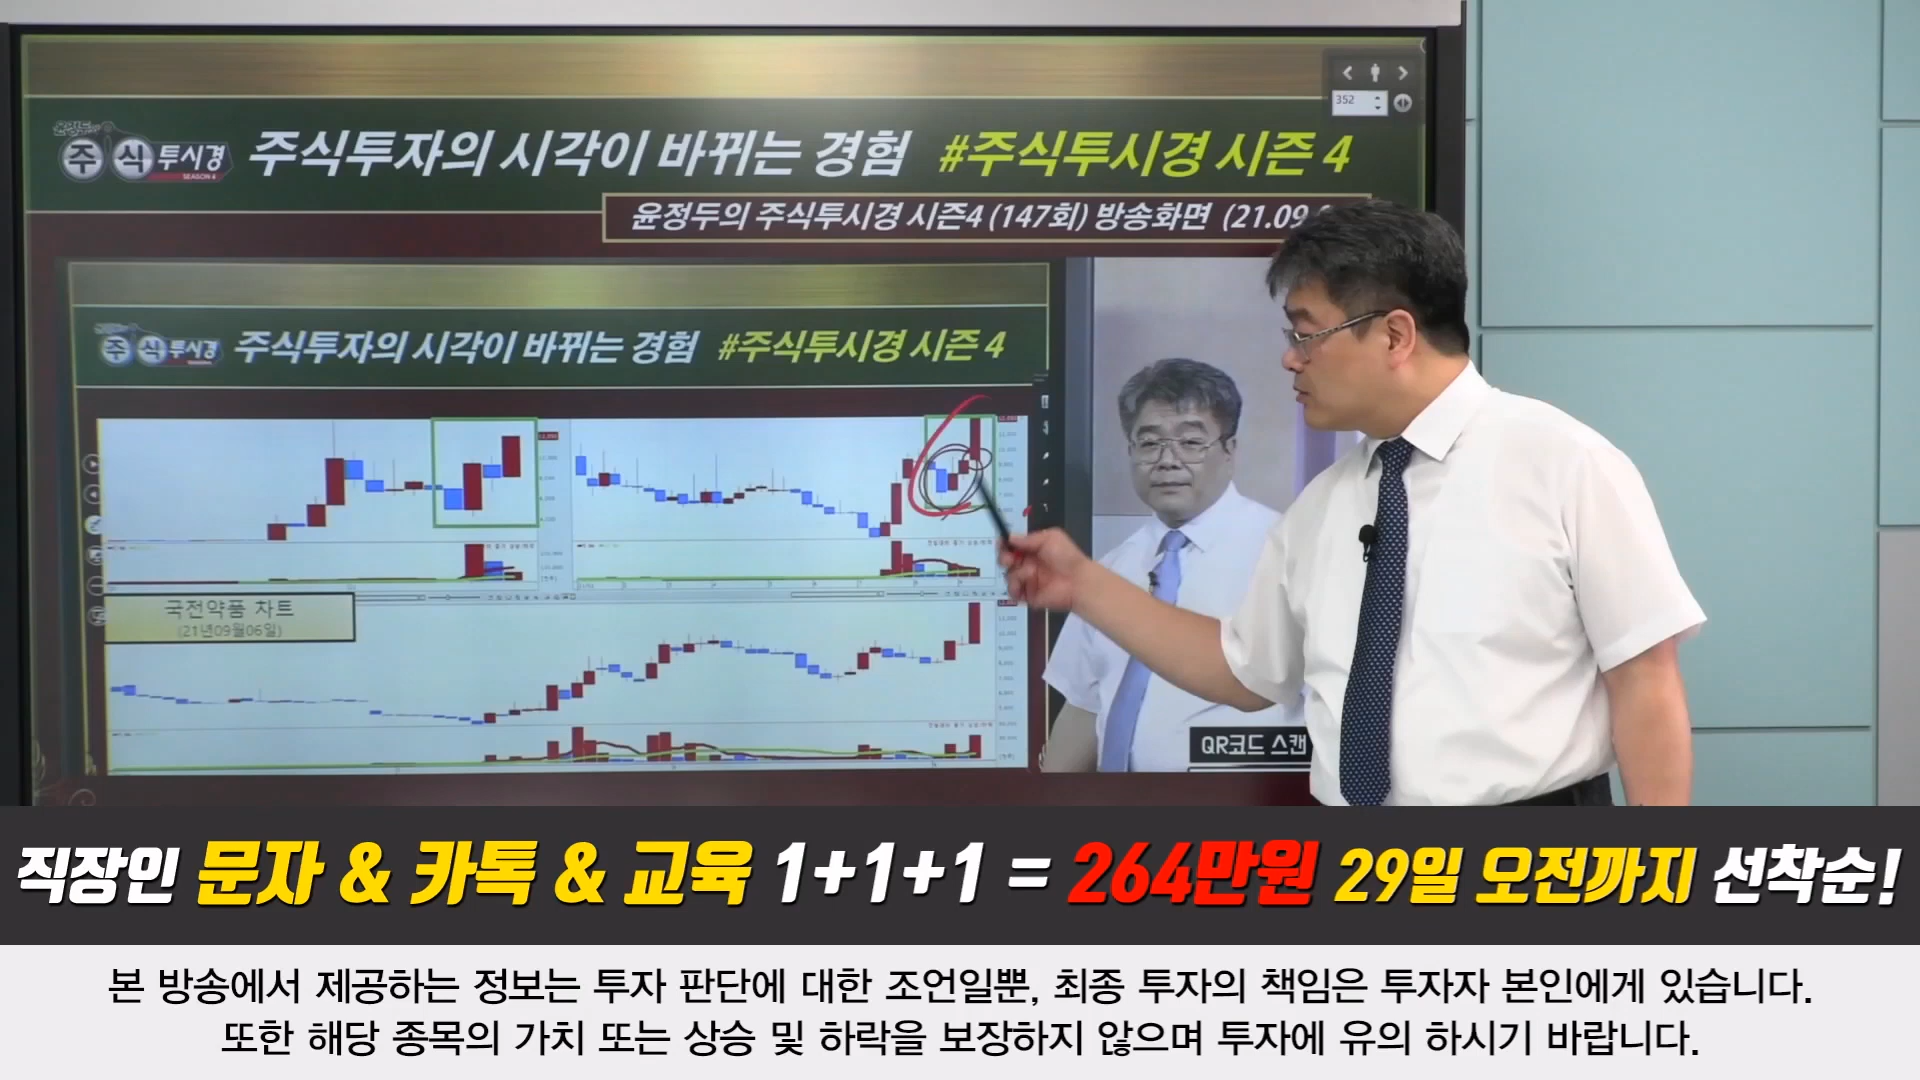 352
윤정두의
주식투시경
SEASON 4
주식투자의 시각이 바뀌는 경험 #주식투시경 시즌 4
윤정두의 주식투시경 시즌4 (147회) 방송화면 (21.09
주식투시경
주식투자의 시각이 바뀌는 경험 #주식투시경 시즌 4
국전약품 차트
(21년09월06일)
QR코드 스캔
직장인 문자 & 카톡 & 교육 1+1+1 = 264만원 29일 오전까지 선착순!
본 방송에서 제공하는 정보는 투자 판단에 대한 조언일뿐, 최종 투자의 책임은 투자자 본인에게 있습니다.
또한 해당 종목의 가치 또는 상승 및 하락을 보장하지 않으며 투자에 유의 하시기 바랍니다.